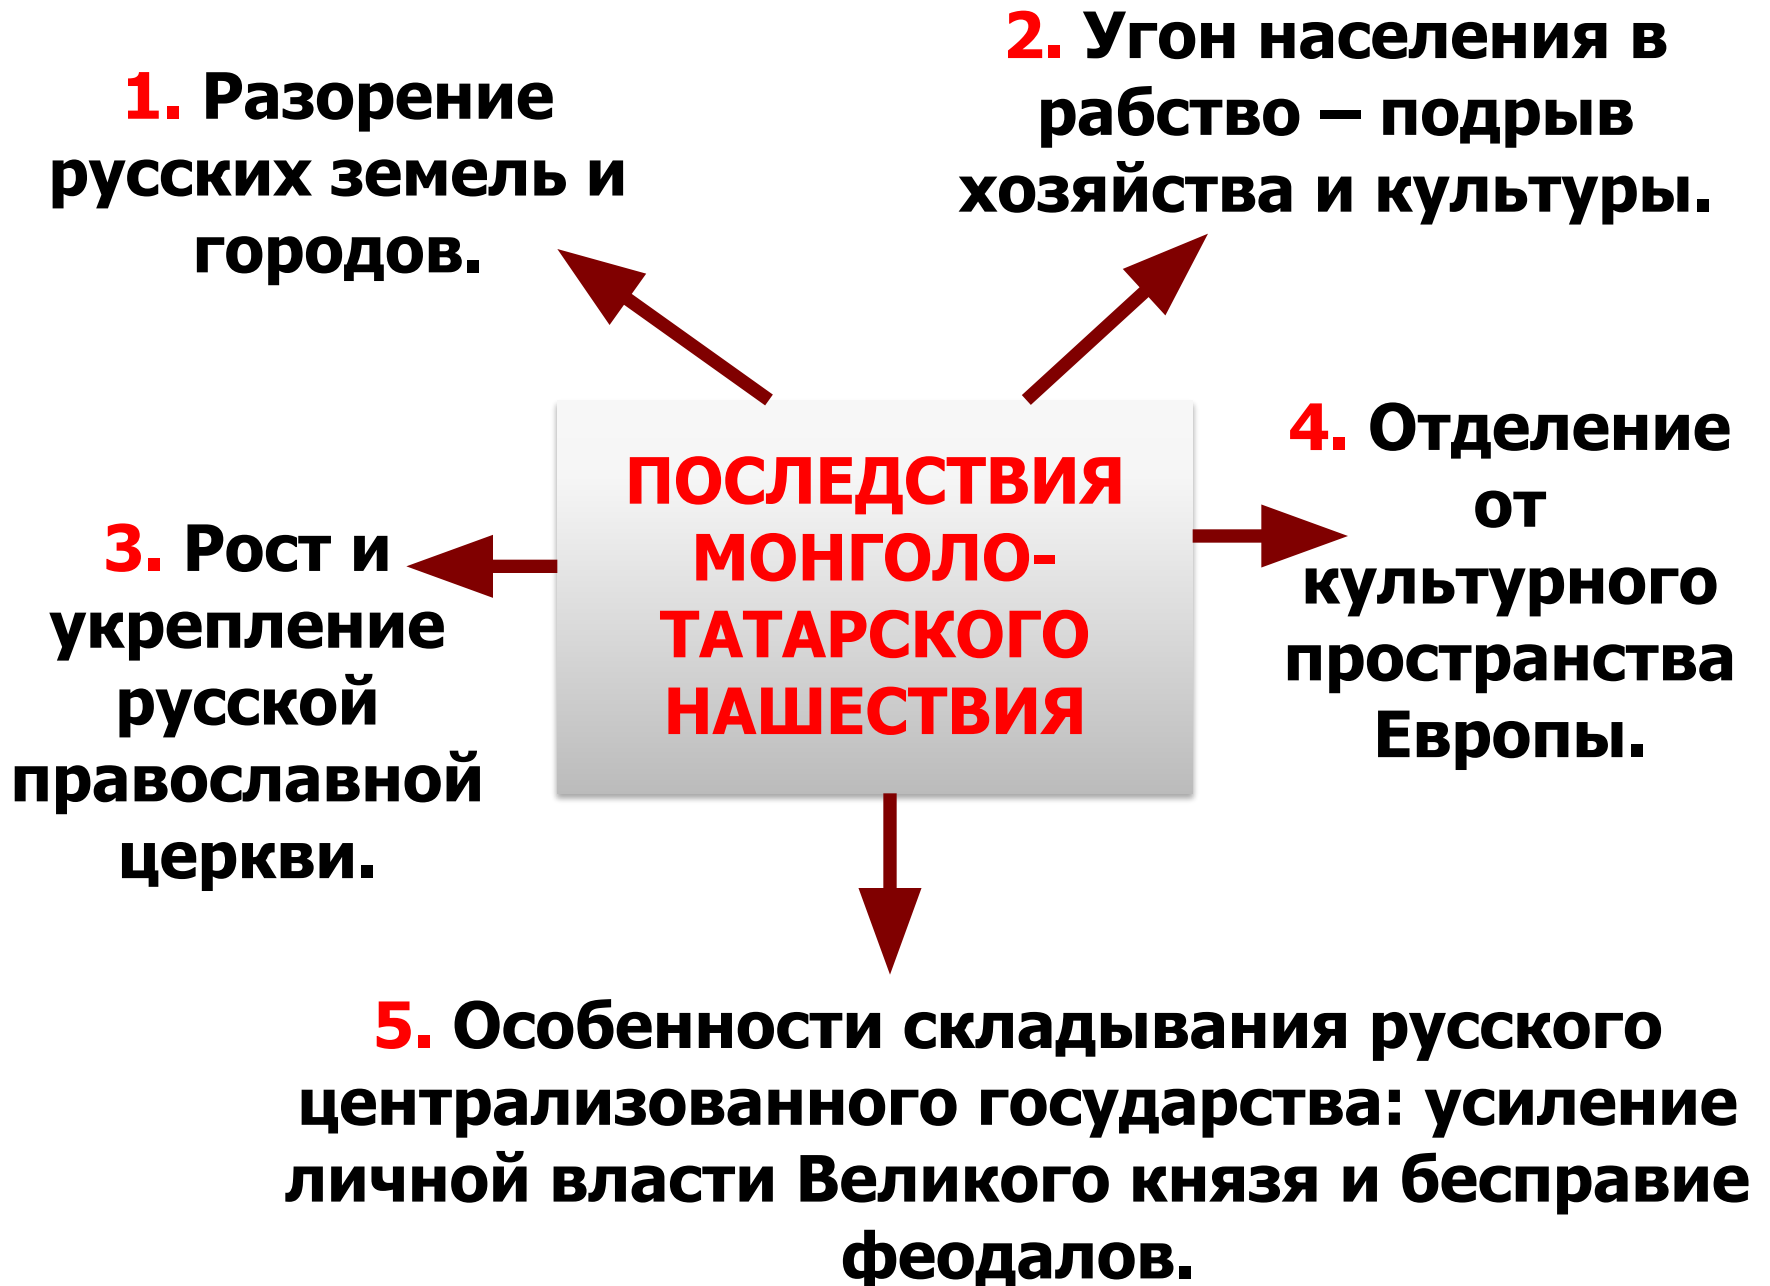 1. Разорение
русских земель и
городов.
2. Угон населения в
рабство – подрыв
хозяйства и культуры.
ПОСЛЕДСТВИЯ
МОНГОЛО-
ТАТАРСКОГО
НАШЕСТВИЯ
3. Рост и
укрепление
русской
православной
церкви.
4. Отделение
от
культурного
пространства
Европы.
5. Особенности складывания русского
централизованного государства: усиление
личной власти Великого князя и бесправие
феодалов.